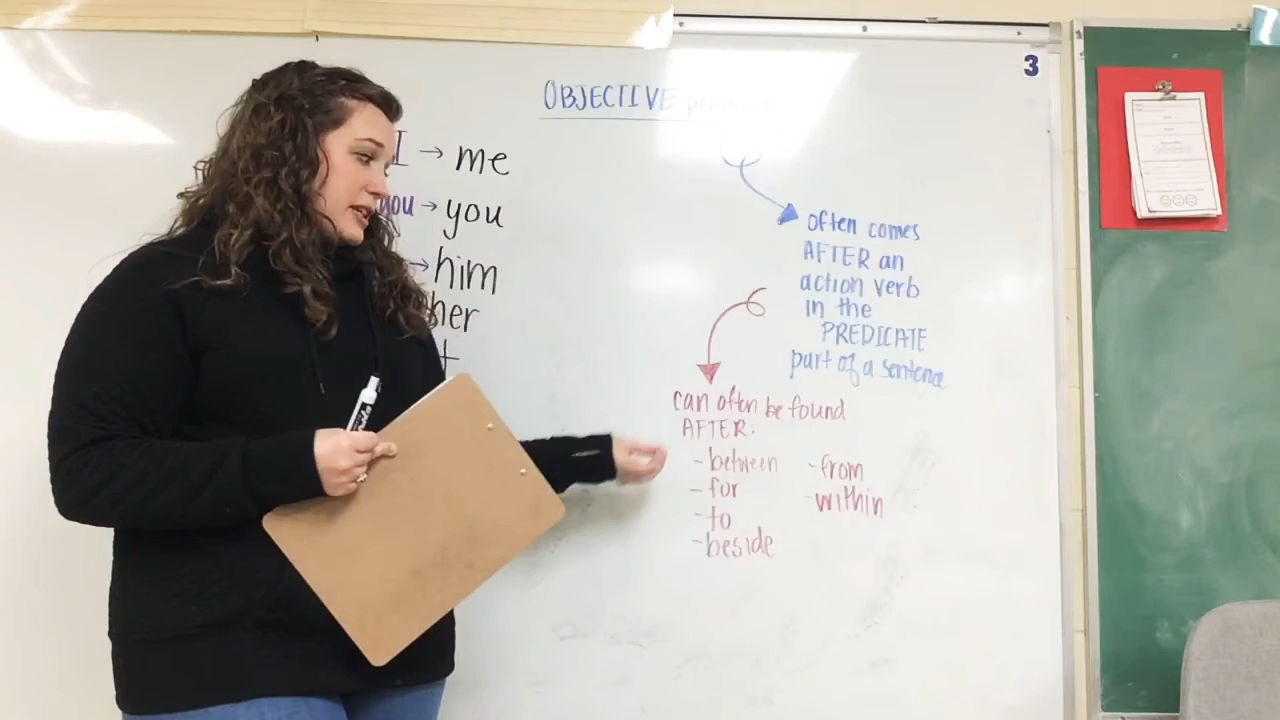 OBJECTIVE
3
I → me
you → you
→ him
her
often comes
AFTER an
action verb
in the
PREDICATE
part of a sentence
can often be found
AFTER:
- between
- for
- to
- beside
- from
- within